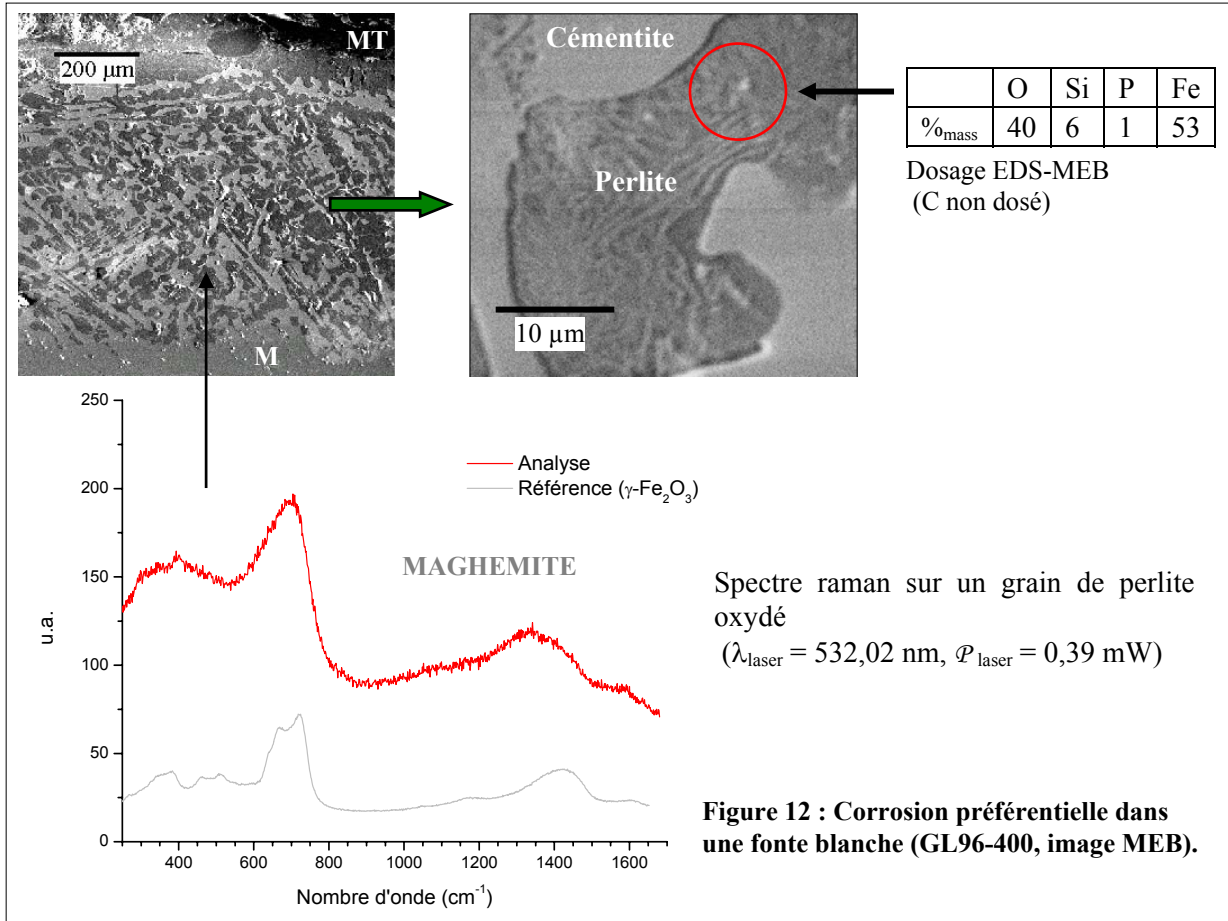 MT
200 µm
M
Cémentite
Perlite
10 µm
O Si P Fe
%mass 40 6 1 53
Dosage EDS-MEB
(C non dosé)
250
200
150
100
50
0
u.a.
Analyse
Référence (γ-Fe2O3)
MAGHEMITE
400 600 800 1000 1200 1400 1600
Nombre d'onde (cm-1)
Spectre raman sur un grain de perlite
oxydé
(λlaser = 532,02 nm, P laser = 0,39 mW)
Figure 12 : Corrosion préférentielle dans
une fonte blanche (GL96-400, image MEB).